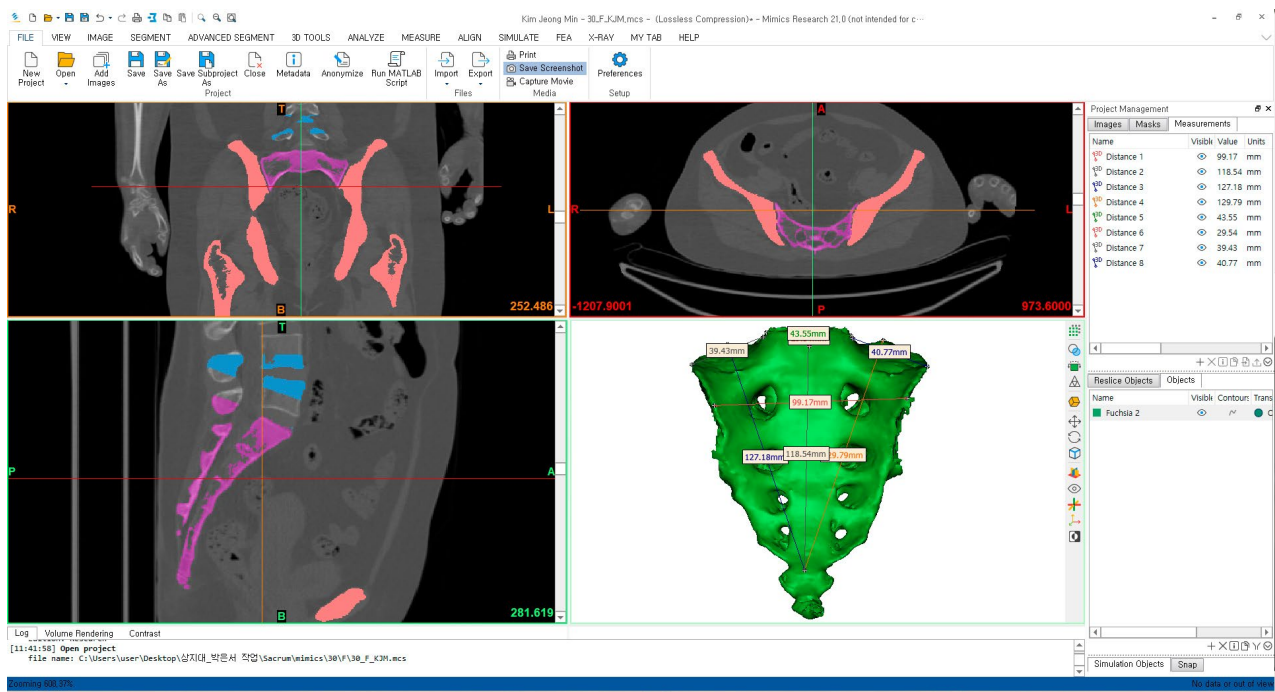 Kim Jeong Min - 30_F_KJM.mcs - (Lossless Compression)* - Mimics Research 21,0 (not intended for c···
FILE VIEW IMAGE SEGMENT ADVANCED SEGMENT 3D TOOLS ANALYZE MEASURE ALIGN SIMULATE FEA X-RAY MY TAB HELP
New Project
Open
Add Images
Save
Save As
Save Subproject As
Close
Metadata
Anonymize
Run MATLAB Script
Import
Export
Print
Save Screenshot
Capture Movie
Preferences
Project Files Media Setup
T
R
L
B
252.486
A
R
L
P
-1207.9001
973.6000
T
P
A
B
281.619
43.55mm
39.43mm
40.77mm
99.17mm
127.18mm
118.54mm
29.79mm
Project Management
Images Masks Measurements
Name Visible Value Units
Distance 1 99.17 mm
Distance 2 118.54 mm
Distance 3 127.18 mm
Distance 4 129.79 mm
Distance 5 43.55 mm
Distance 6 29.54 mm
Distance 7 39.43 mm
Distance 8 40.77 mm
Reslice Objects Objects
Name Visible Contours Trans
Fuchsia 2 C
Simulation Objects Snap
Log Volume Rendering Contrast
[11:41:58] Open project
file name: C:\Users\user\Desktop\상지대_박은서 작업\Sacrum\mimics\30\F\30_F_KJM.mcs
Zooming 608,37%
No data or out of view